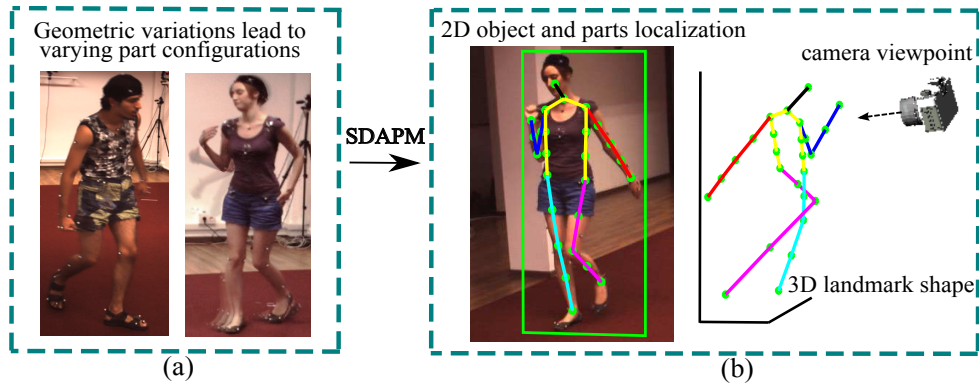 Geometric variations lead to
varying part configurations
(a)
SDAPM
2D object and parts localization
camera viewpoint
3D landmark shape
(b)